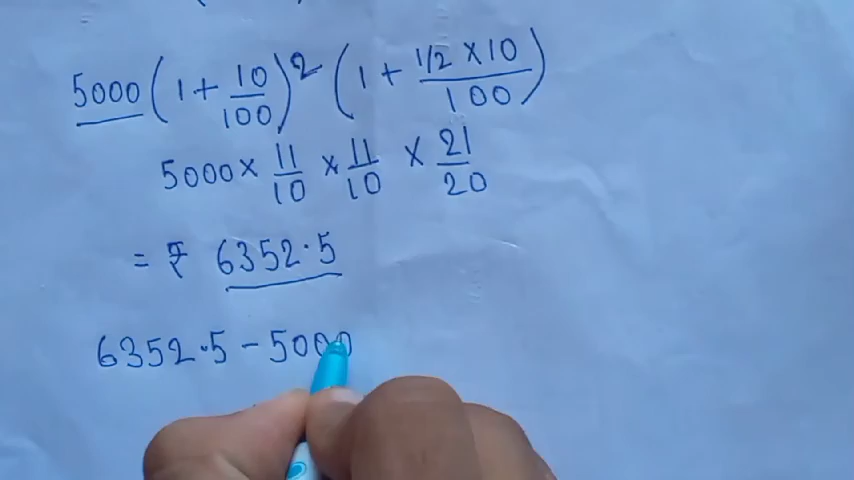 5000 (1 + 10/100)² (1 + 1/2 × 10/100)
5000 × 11/10 × 11/10 × 21/20
= ₹ 6352.5
6352.5 - 5000